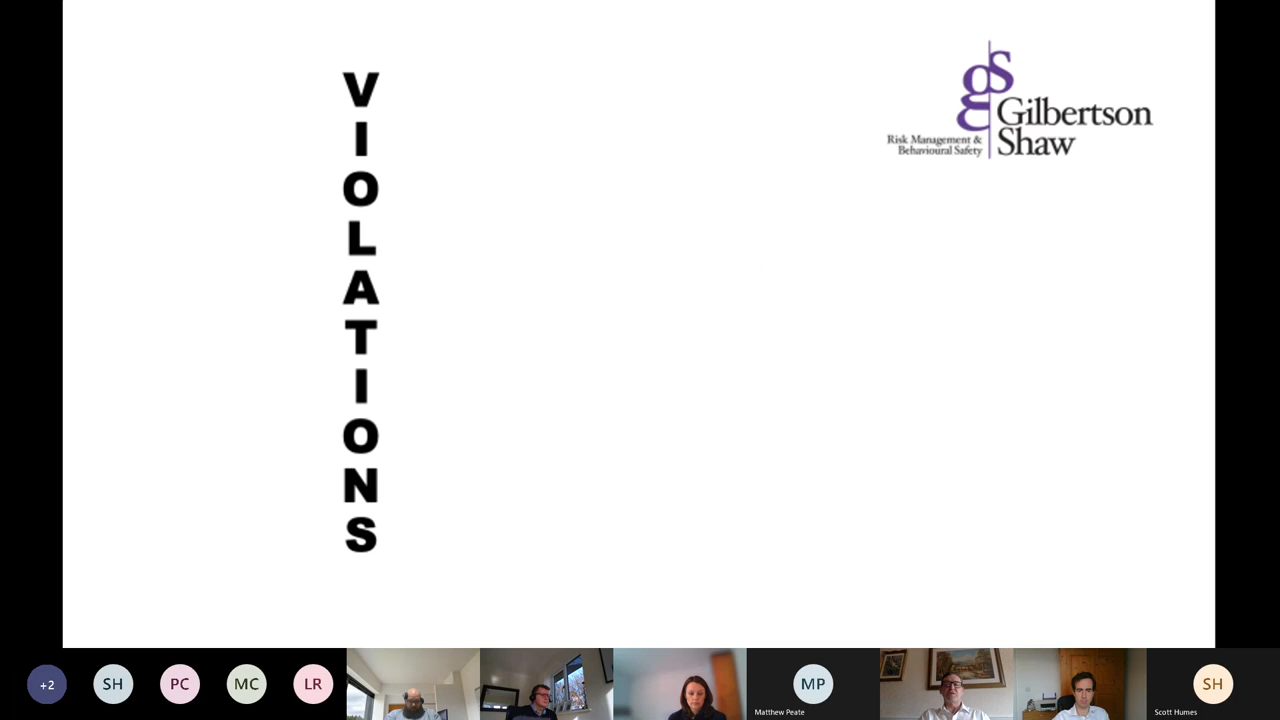 V
I
O
L
A
T
I
O
N
S
gs
Gilbertson
Shaw
Risk Management &
Behavioural Safety
+2
SH
PC
MC
LR
MP
Matthew Peate
SH
Scott Humes